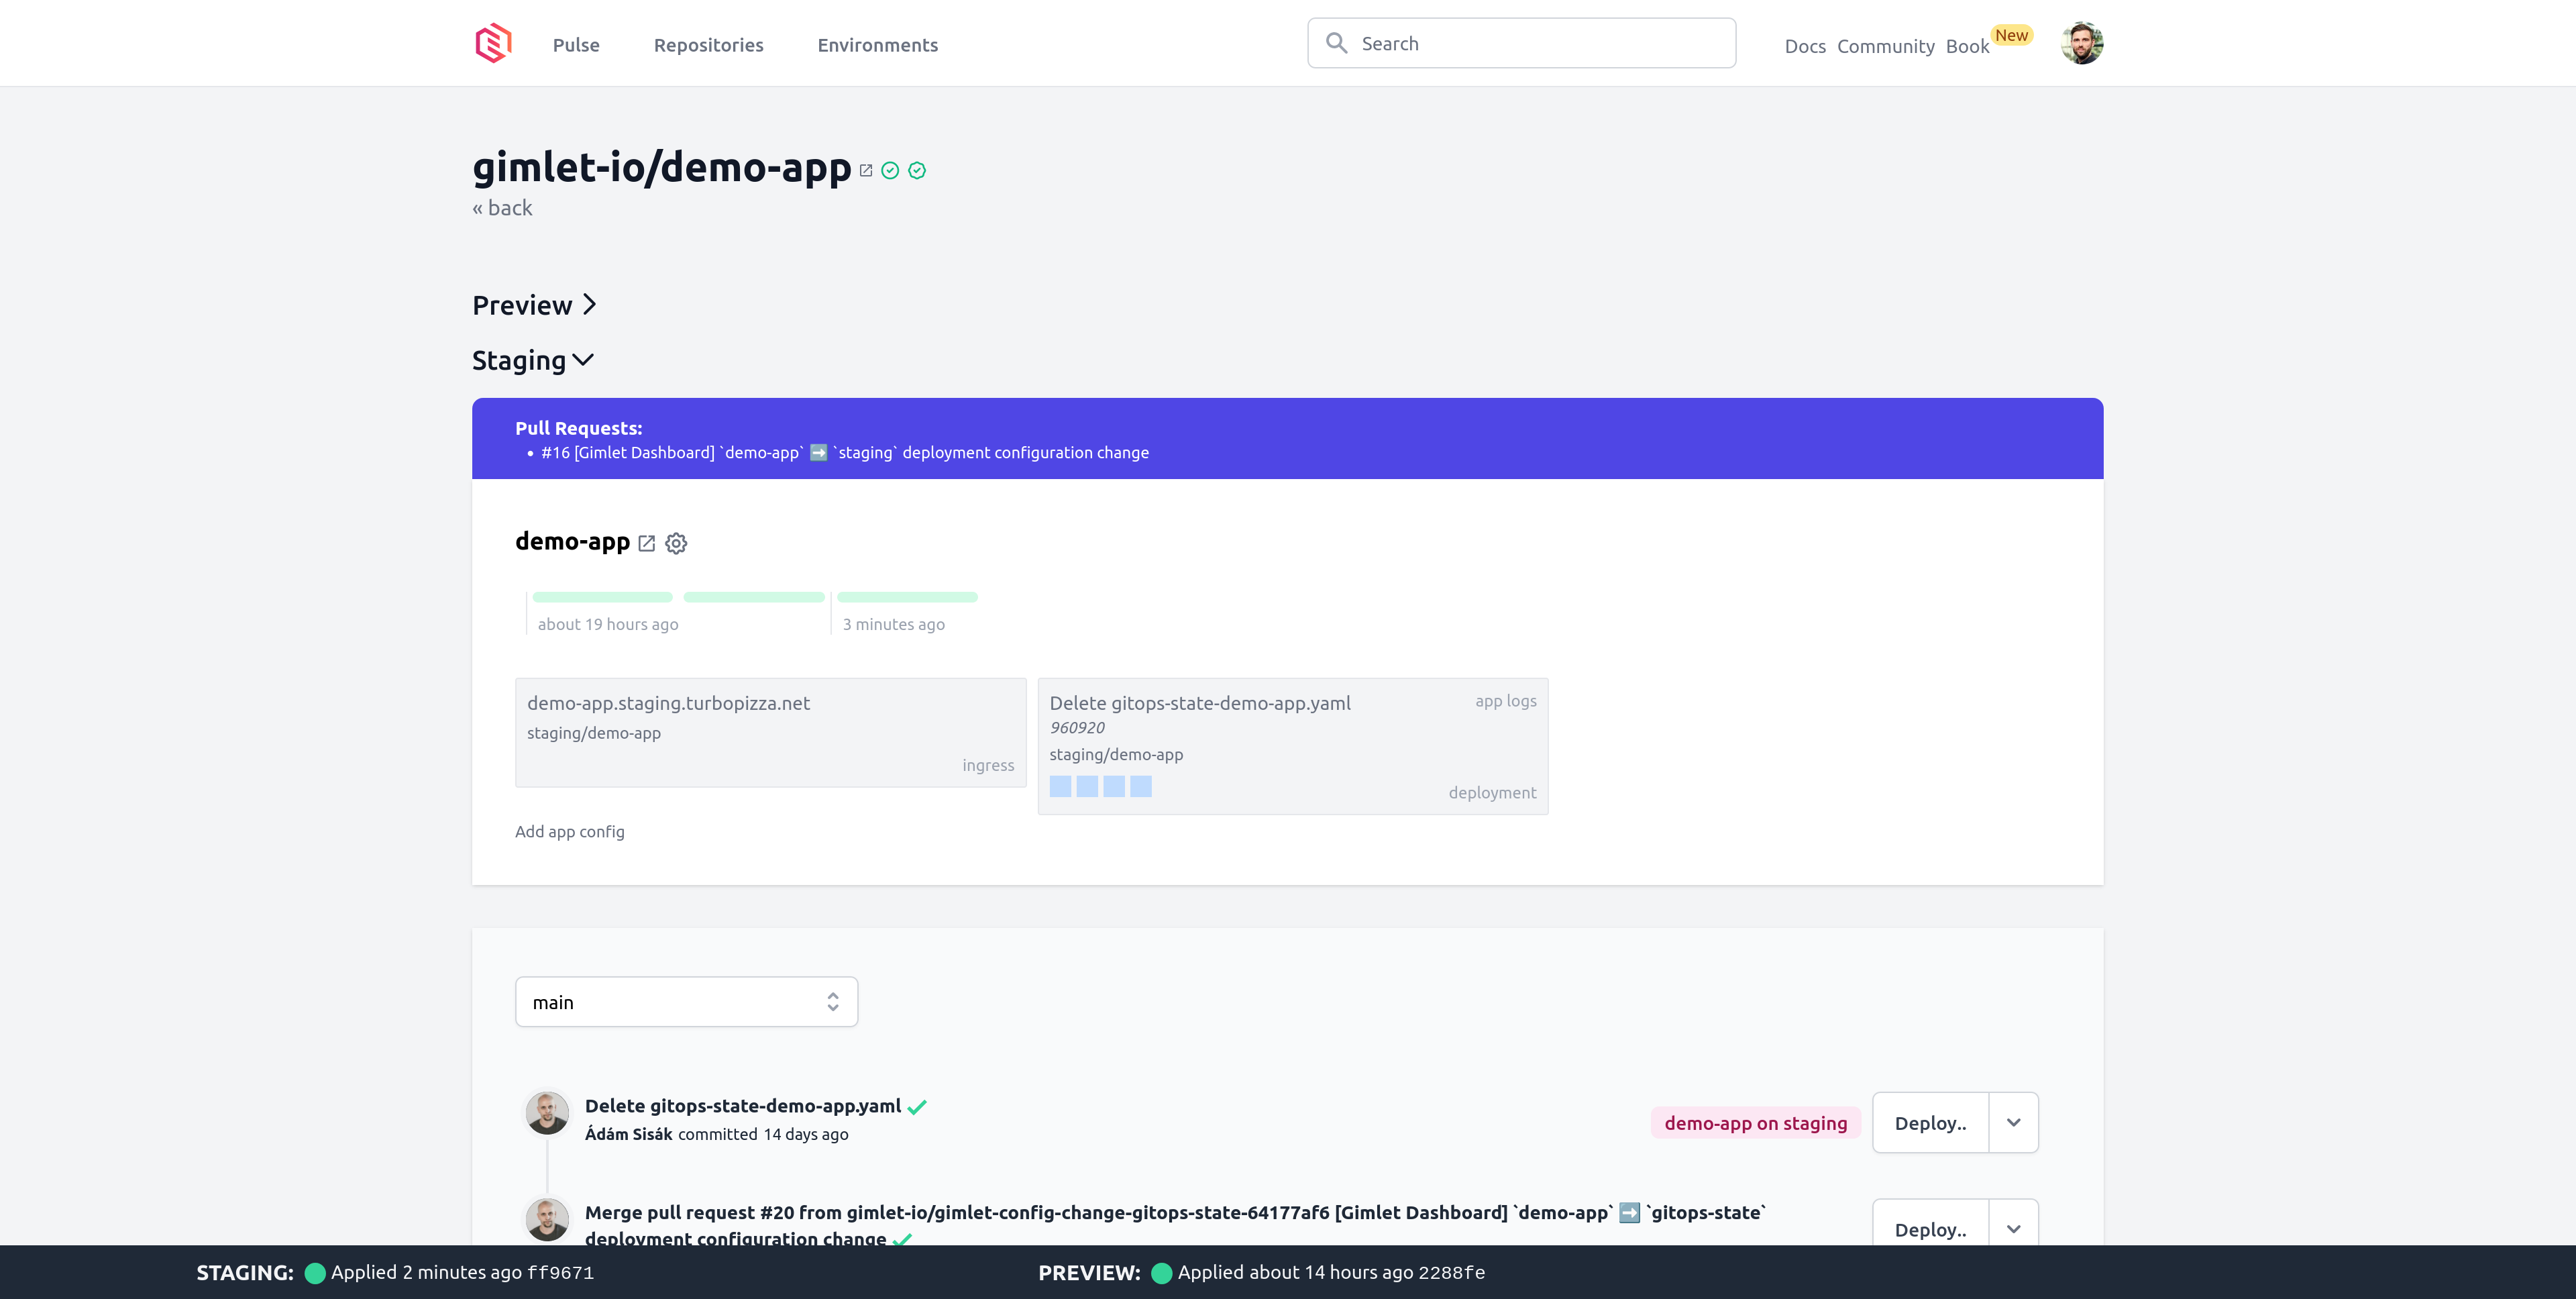 Pulse Repositories Environments Search Docs Community Book New
gimlet-io/demo-app
« back
Preview
Staging
Pull Requests:
• #16 [Gimlet Dashboard] `demo-app` ➡️ `staging` deployment configuration change
demo-app
about 19 hours ago 3 minutes ago
demo-app.staging.turbopizza.net
staging/demo-app
ingress
Delete gitops-state-demo-app.yaml app logs
960920
staging/demo-app
deployment
Add app config
main
Delete gitops-state-demo-app.yaml
Ádám Sisák committed 14 days ago
demo-app on staging Deploy..
Merge pull request #20 from gimlet-io/gimlet-config-change-gitops-state-64177af6 [Gimlet Dashboard] `demo-app` ➡️ `gitops-state`
deployment configuration change
Deploy..
STAGING: Applied 2 minutes ago ff9671 PREVIEW: Applied about 14 hours ago 2288fe